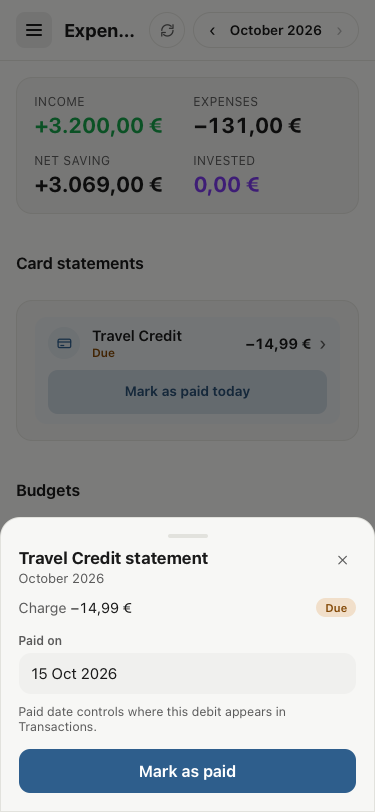 Expen...
‹ October 2026 ›
INCOME EXPENSES
+3.200,00 € −131,00 €
NET SAVING INVESTED
+3.069,00 € 0,00 €
Card statements
Travel Credit
Due
−14,99 € ›
Mark as paid today
Budgets
Travel Credit statement
October 2026
Charge −14,99 € Due
Paid on
15 Oct 2026
Paid date controls where this debit appears in
Transactions.
Mark as paid